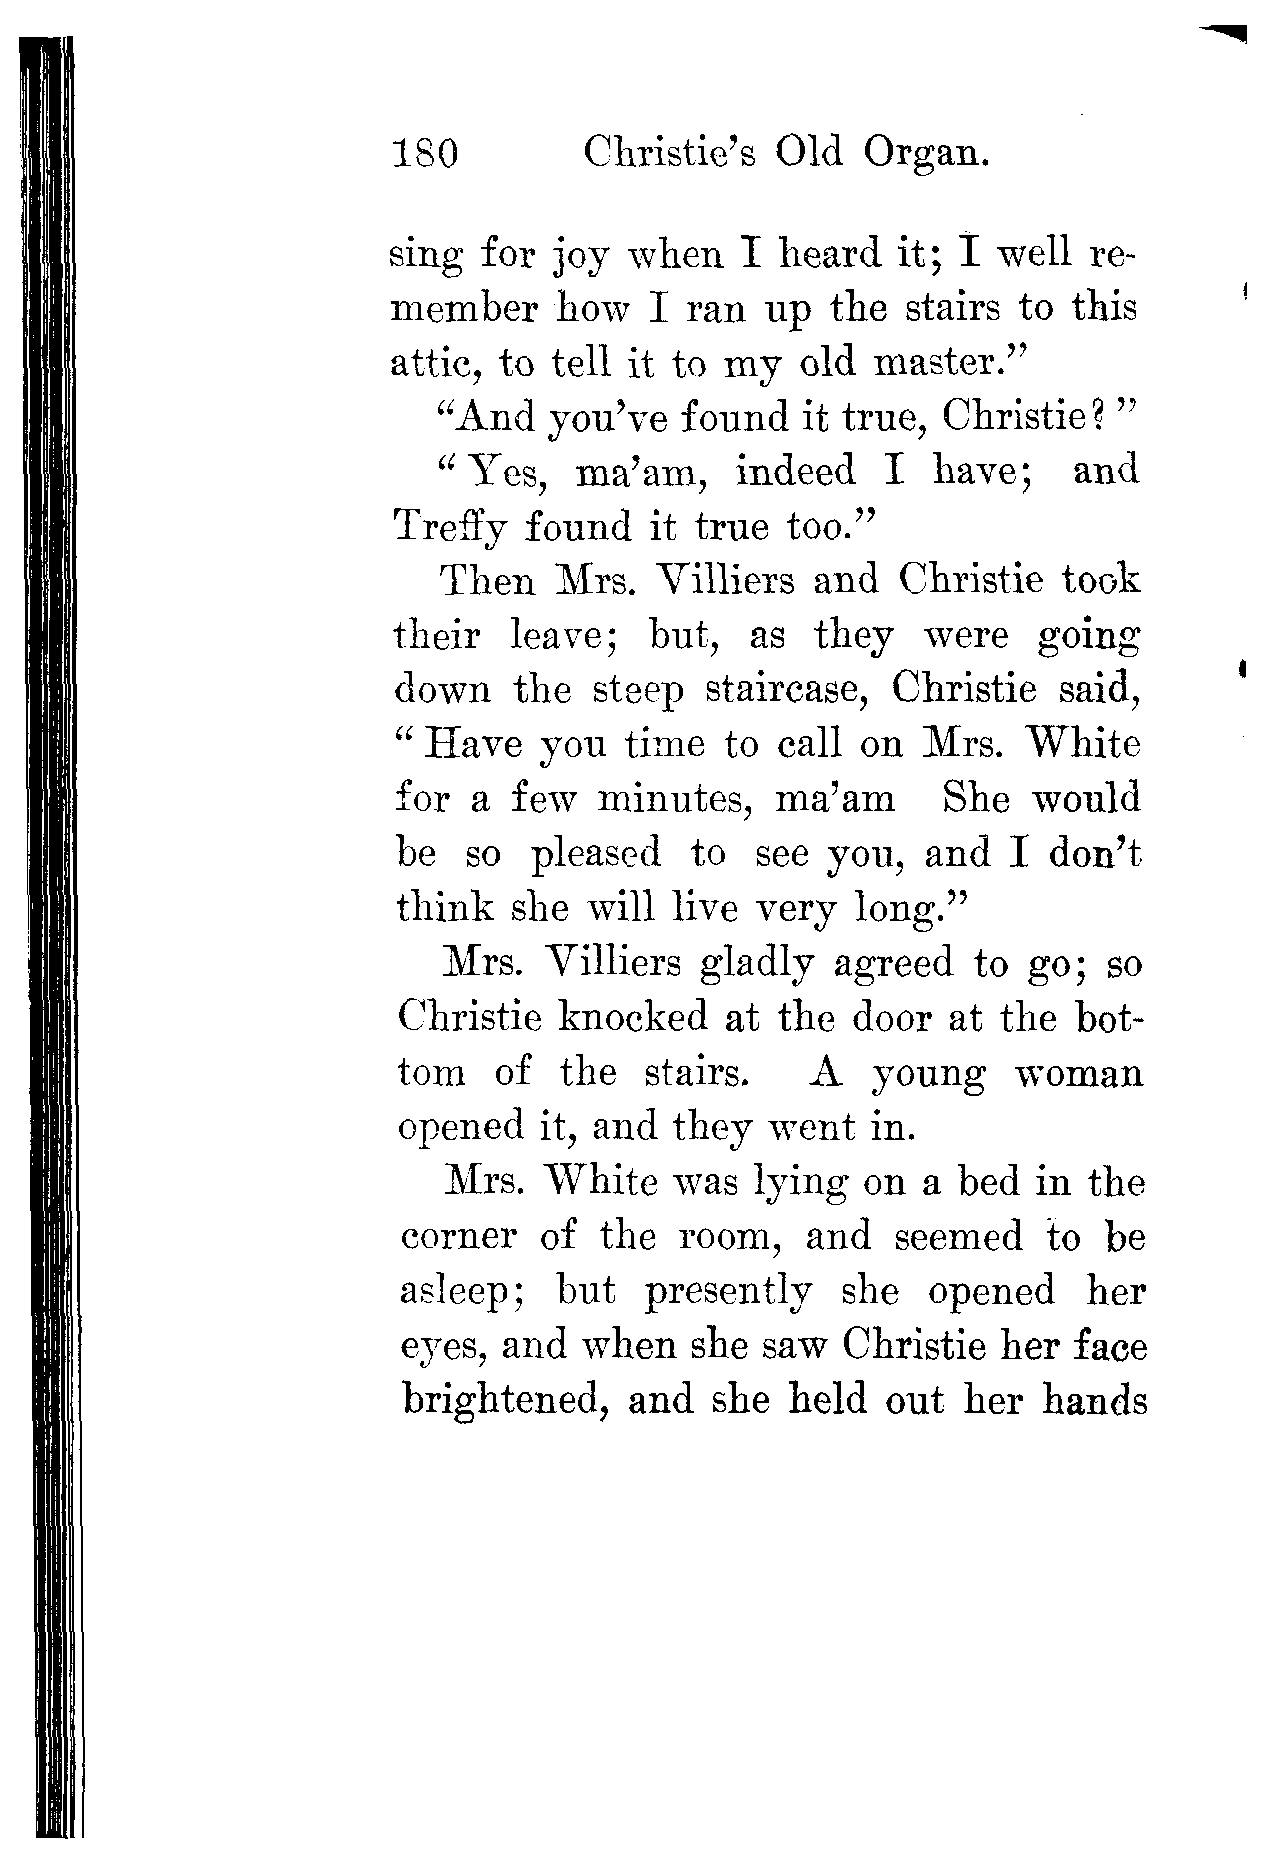 180 Christie's Old Organ.
sing for joy when I heard it; I well re-
member how I ran up the stairs to this
attic, to tell it to my old master."
"And you've found it true, Christie?"
"Yes, ma'am, indeed I have; and
Treffy found it true too."
Then Mrs. Villiers and Christie took
their leave; but, as they were going
down the steep staircase, Christie said,
"Have you time to call on Mrs. White
for a few minutes, ma'am She would
be so pleased to see you, and I don't
think she will live very long."
Mrs. Villiers gladly agreed to go; so
Christie knocked at the door at the bot-
tom of the stairs. A young woman
opened it, and they went in.
Mrs. White was lying on a bed in the
corner of the room, and seemed to be
asleep; but presently she opened her
eyes, and when she saw Christie her face
brightened, and she held out her hands